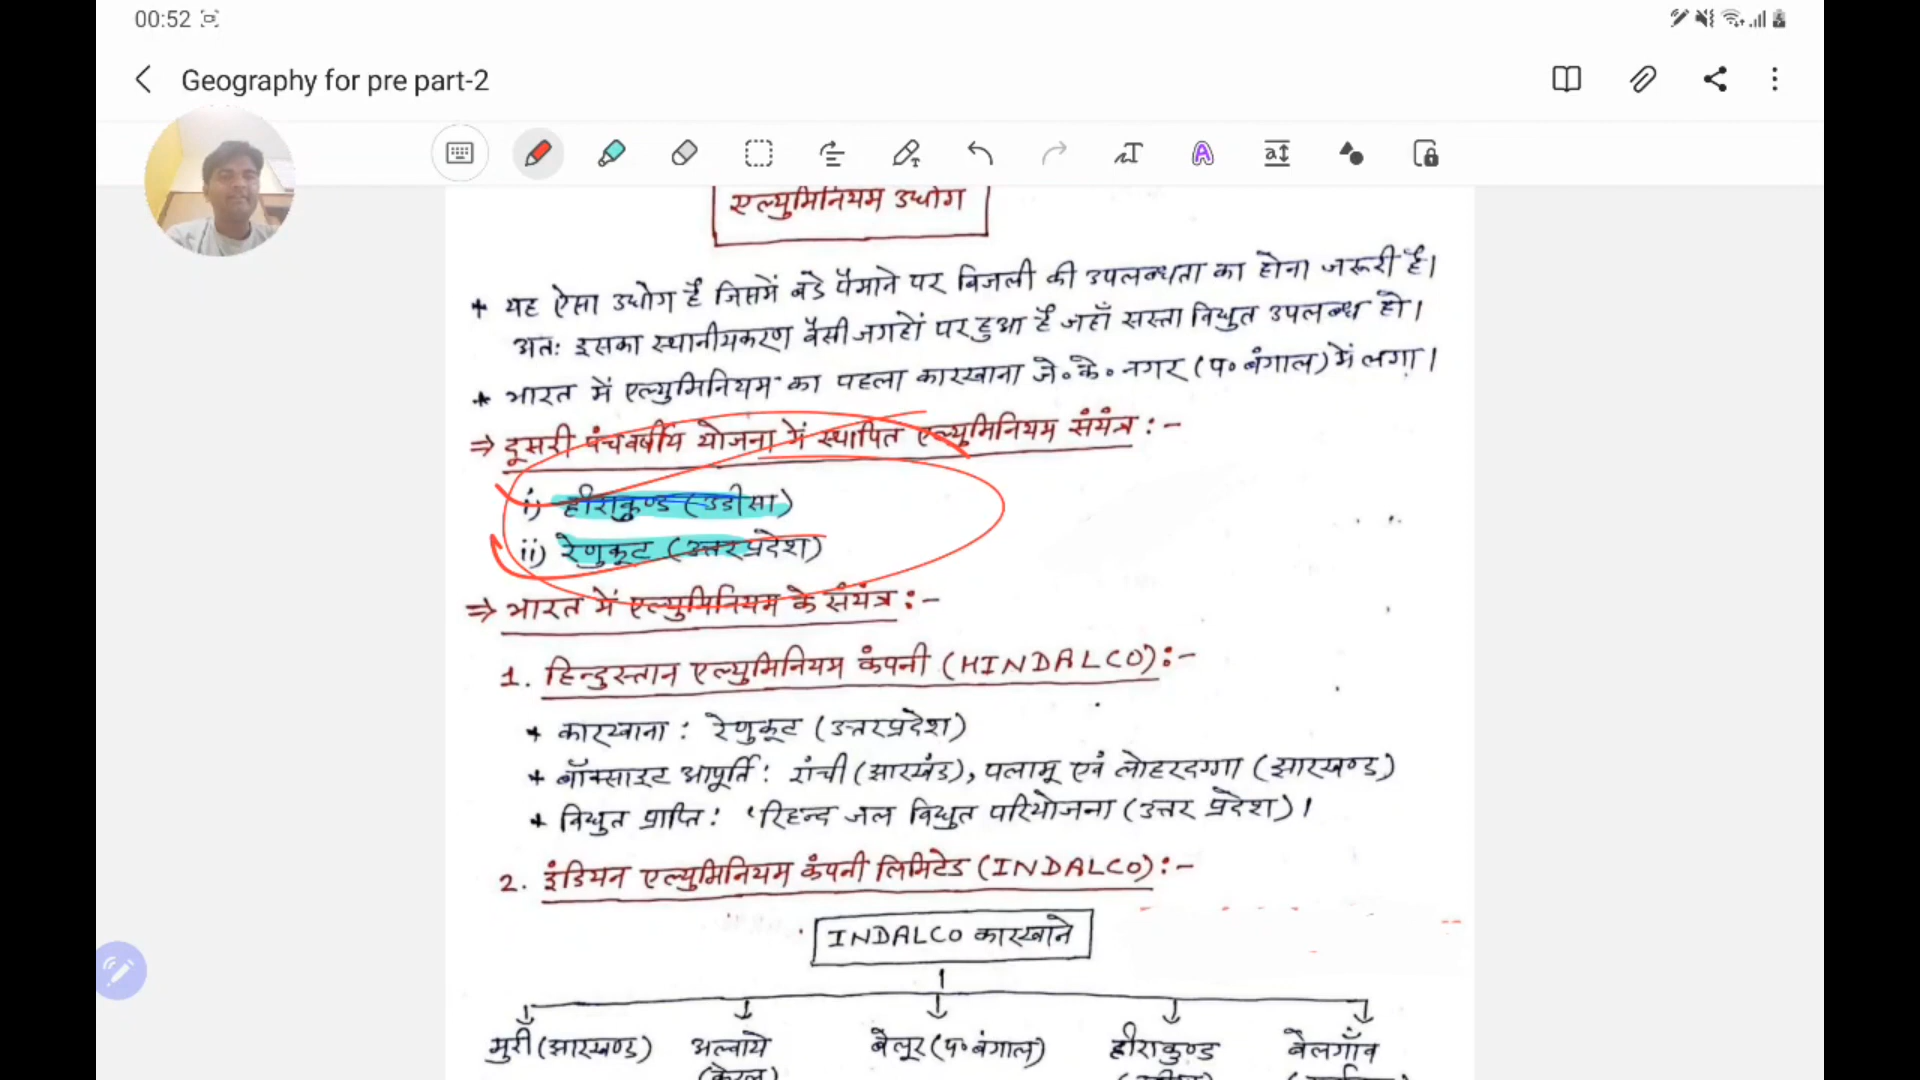 00:52
Geography for pre part-2
एल्युमिनियम उद्योग
* यह ऐसा उद्योग है जिसमें बड़े पैमाने पर बिजली की उपलब्धता का होना जरूरी है।
अतः इसका स्थानीयकरण वैसी जगहों पर हुआ है जहाँ सस्ता विद्युत उपलब्ध हो।
* भारत में एल्युमिनियम का पहला कारखाना जे॰के॰ नगर (प॰ बंगाल) में लगा।
⇒ दूसरी पंचवर्षीय योजना में स्थापित एल्युमिनियम संयंत्र :-
i) हीराकुण्ड (उडीसा)
ii) रेणुकूट (उत्तरप्रदेश)
⇒ भारत में एल्युमिनियम के संयंत्र :-
1. हिन्दुस्तान एल्युमिनियम कंपनी (HINDALCO) :-
* कारखाना : रेणुकूट (उत्तरप्रदेश)
* बॉक्साइट आपूर्ति : रांची (झारखंड), पलामू एवं लोहरदग्गा (झारखण्ड)
* विद्युत प्राप्ति : 'रिहन्द जल विद्युत परियोजना (उत्तर प्रदेश)।
2. इंडियन एल्युमिनियम कंपनी लिमिटेड (INDALCO) :-
INDALCO कारखाने
मुरी (झारखण्ड) अल्वाये बेलूर (प॰ बंगाल) हीराकुण्ड बेलगाँव
(केरल)